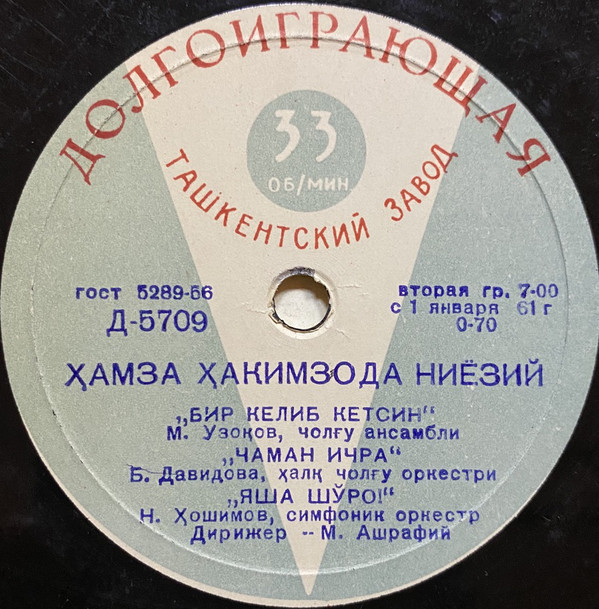 ДОЛГОИГРАЮЩАЯ
33
ОБ/МИН
ТАШКЕНТСКИЙ ЗАВОД
гост 5289-56
Д-5709
вторая гр. 7-00
с 1 января 61 г
0-70
ҲАМЗА ҲАКИМЗОДА НИЁЗИЙ
„БИР КЕЛИБ КЕТСИН"
М. Узоқов, чолғу ансамбли
„ЧАМАН ИЧРА"
Б. Давидова, ҳалқ чолғу оркестри
„ЯША ШЎРО!"
Н. Ҳошимов, симфоник оркестр
Дирижер -- М. Ашрафий